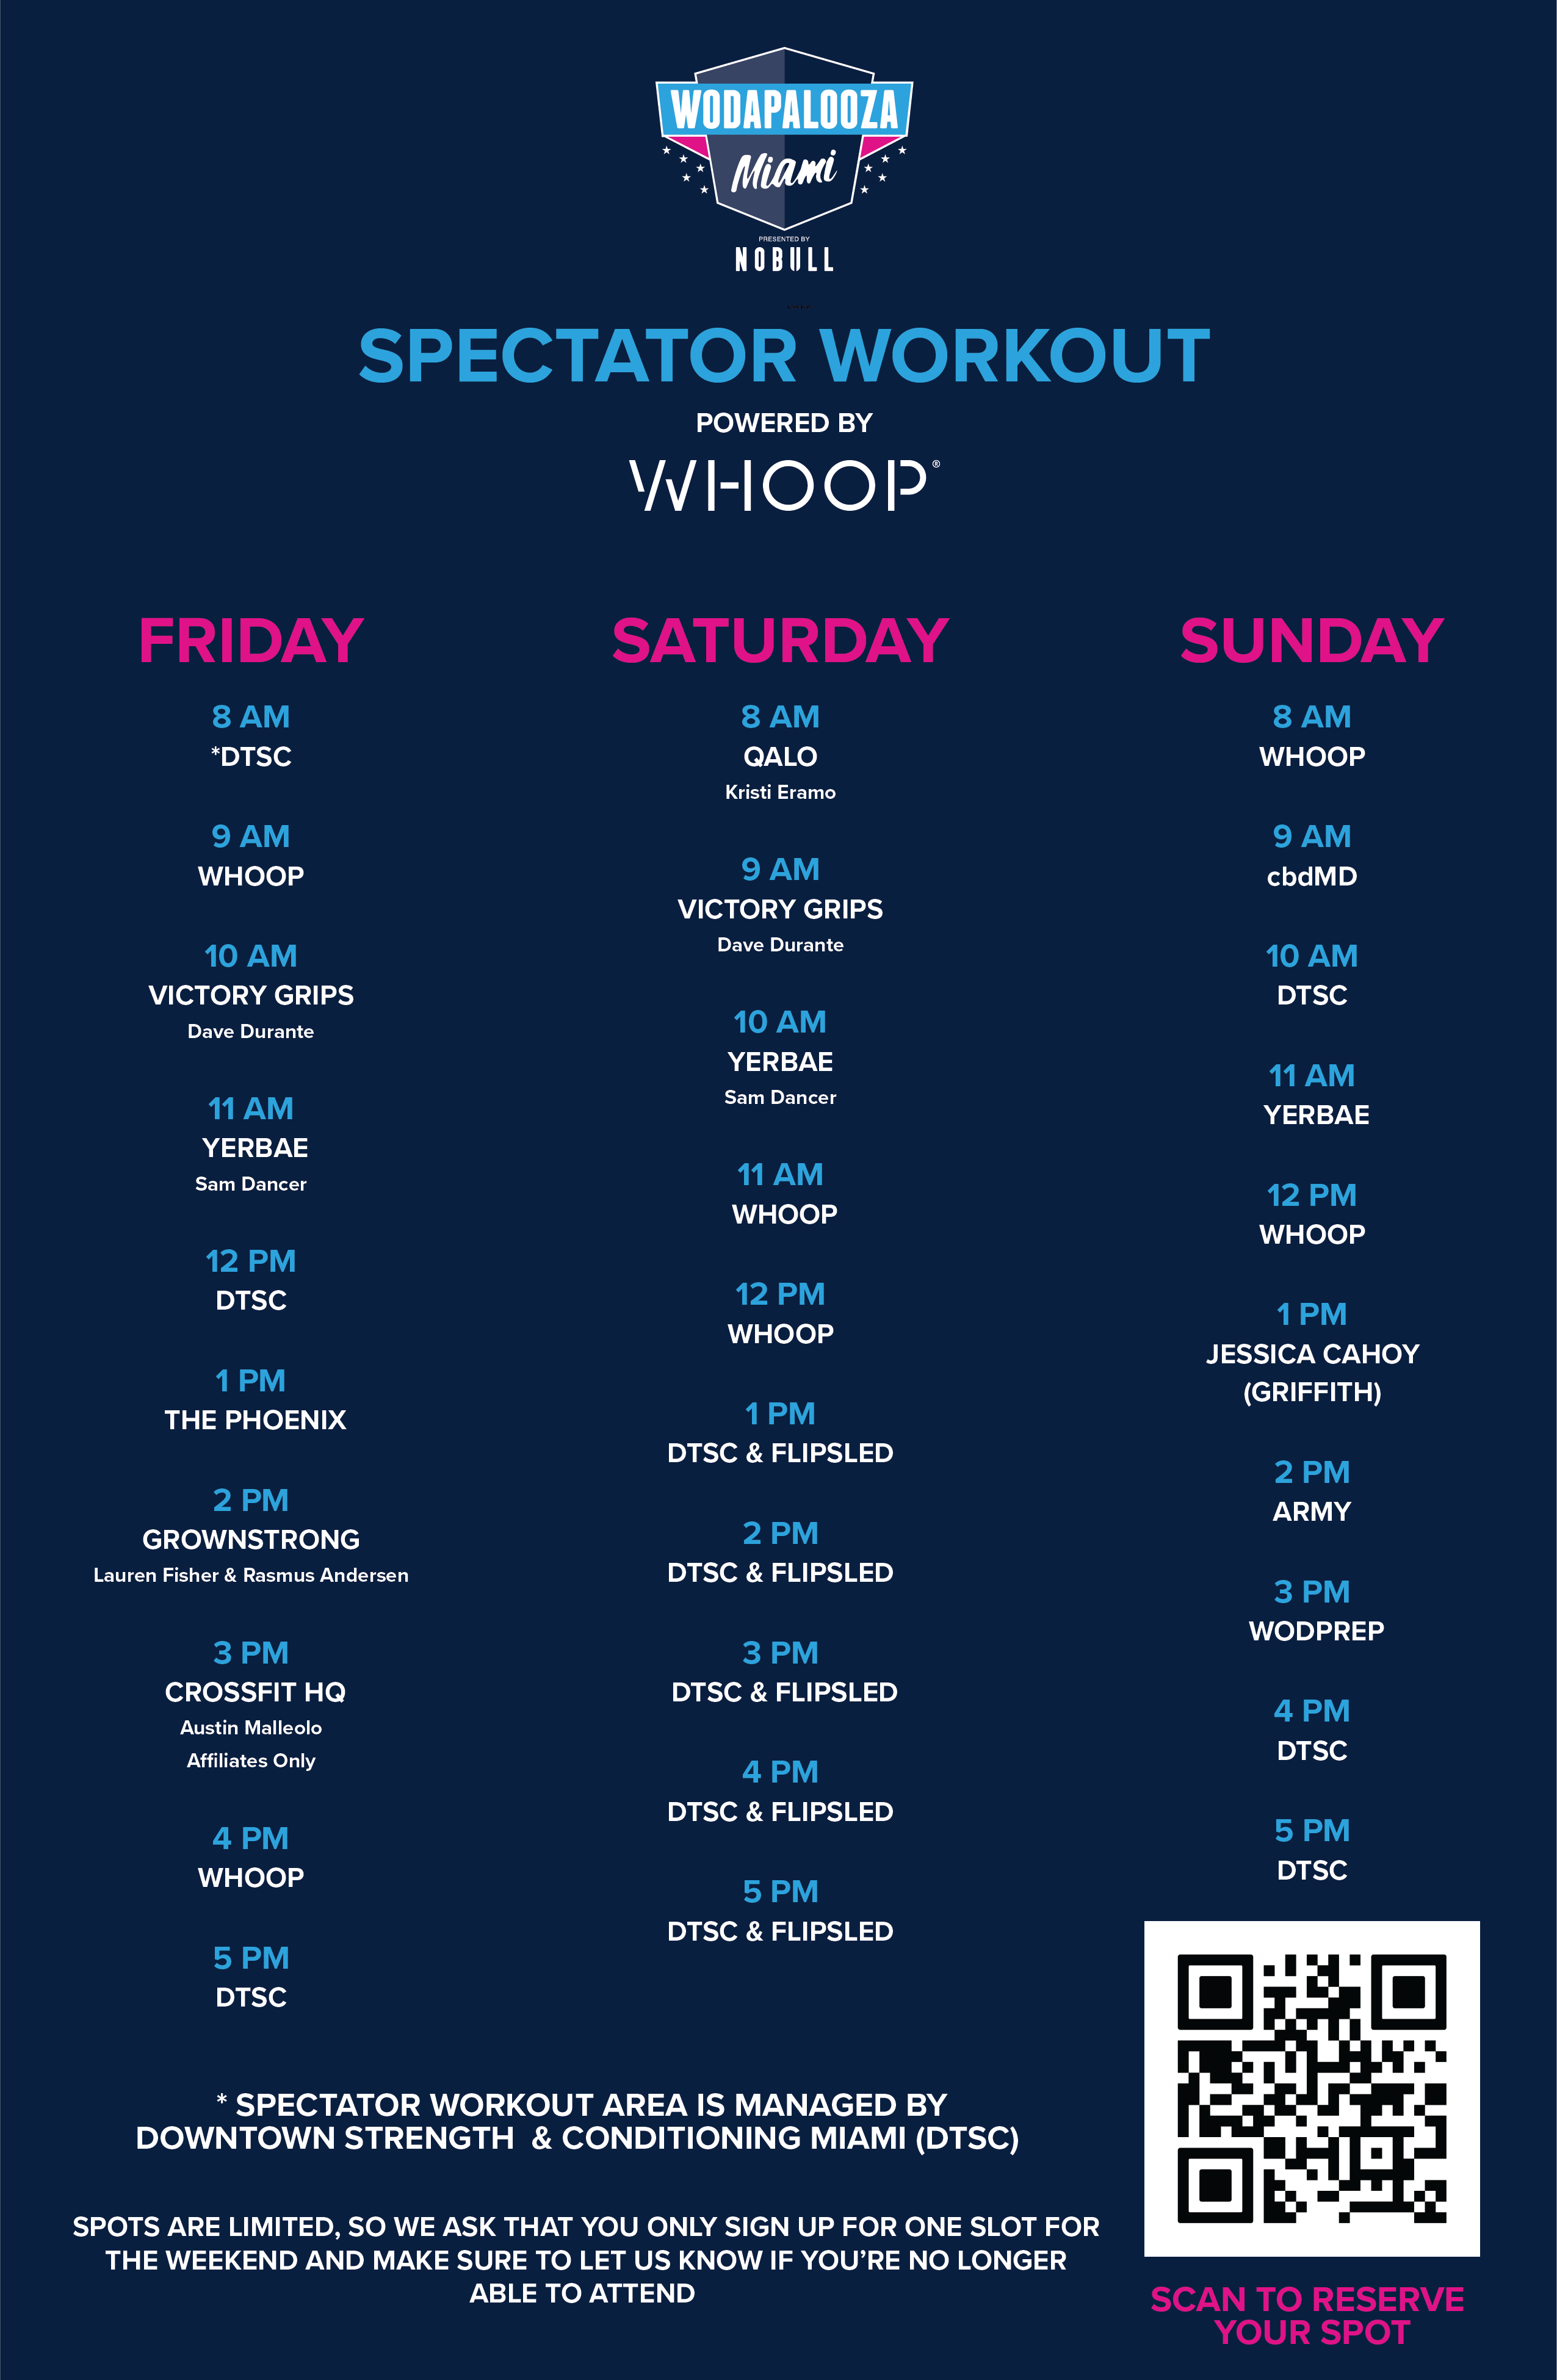 WODAPALOOZA
Miami
PRESENTED BY
NOBULL
SPECTATOR WORKOUT
POWERED BY
WHOOP®
FRIDAY
8 AM
*DTSC
9 AM
WHOOP
10 AM
VICTORY GRIPS
Dave Durante
11 AM
YERBAE
Sam Dancer
12 PM
DTSC
1 PM
THE PHOENIX
2 PM
GROWNSTRONG
Lauren Fisher & Rasmus Andersen
3 PM
CROSSFIT HQ
Austin Malleolo
Affiliates Only
4 PM
WHOOP
5 PM
DTSC
SATURDAY
8 AM
QALO
Kristi Eramo
9 AM
VICTORY GRIPS
Dave Durante
10 AM
YERBAE
Sam Dancer
11 AM
WHOOP
12 PM
WHOOP
1 PM
DTSC & FLIPSLED
2 PM
DTSC & FLIPSLED
3 PM
DTSC & FLIPSLED
4 PM
DTSC & FLIPSLED
5 PM
DTSC & FLIPSLED
SUNDAY
8 AM
WHOOP
9 AM
cbdMD
10 AM
DTSC
11 AM
YERBAE
12 PM
WHOOP
1 PM
JESSICA CAHOY
(GRIFFITH)
2 PM
ARMY
3 PM
WODPREP
4 PM
DTSC
5 PM
DTSC
* SPECTATOR WORKOUT AREA IS MANAGED BY
DOWNTOWN STRENGTH & CONDITIONING MIAMI (DTSC)
SPOTS ARE LIMITED, SO WE ASK THAT YOU ONLY SIGN UP FOR ONE SLOT FOR
THE WEEKEND AND MAKE SURE TO LET US KNOW IF YOU'RE NO LONGER
ABLE TO ATTEND
SCAN TO RESERVE
YOUR SPOT